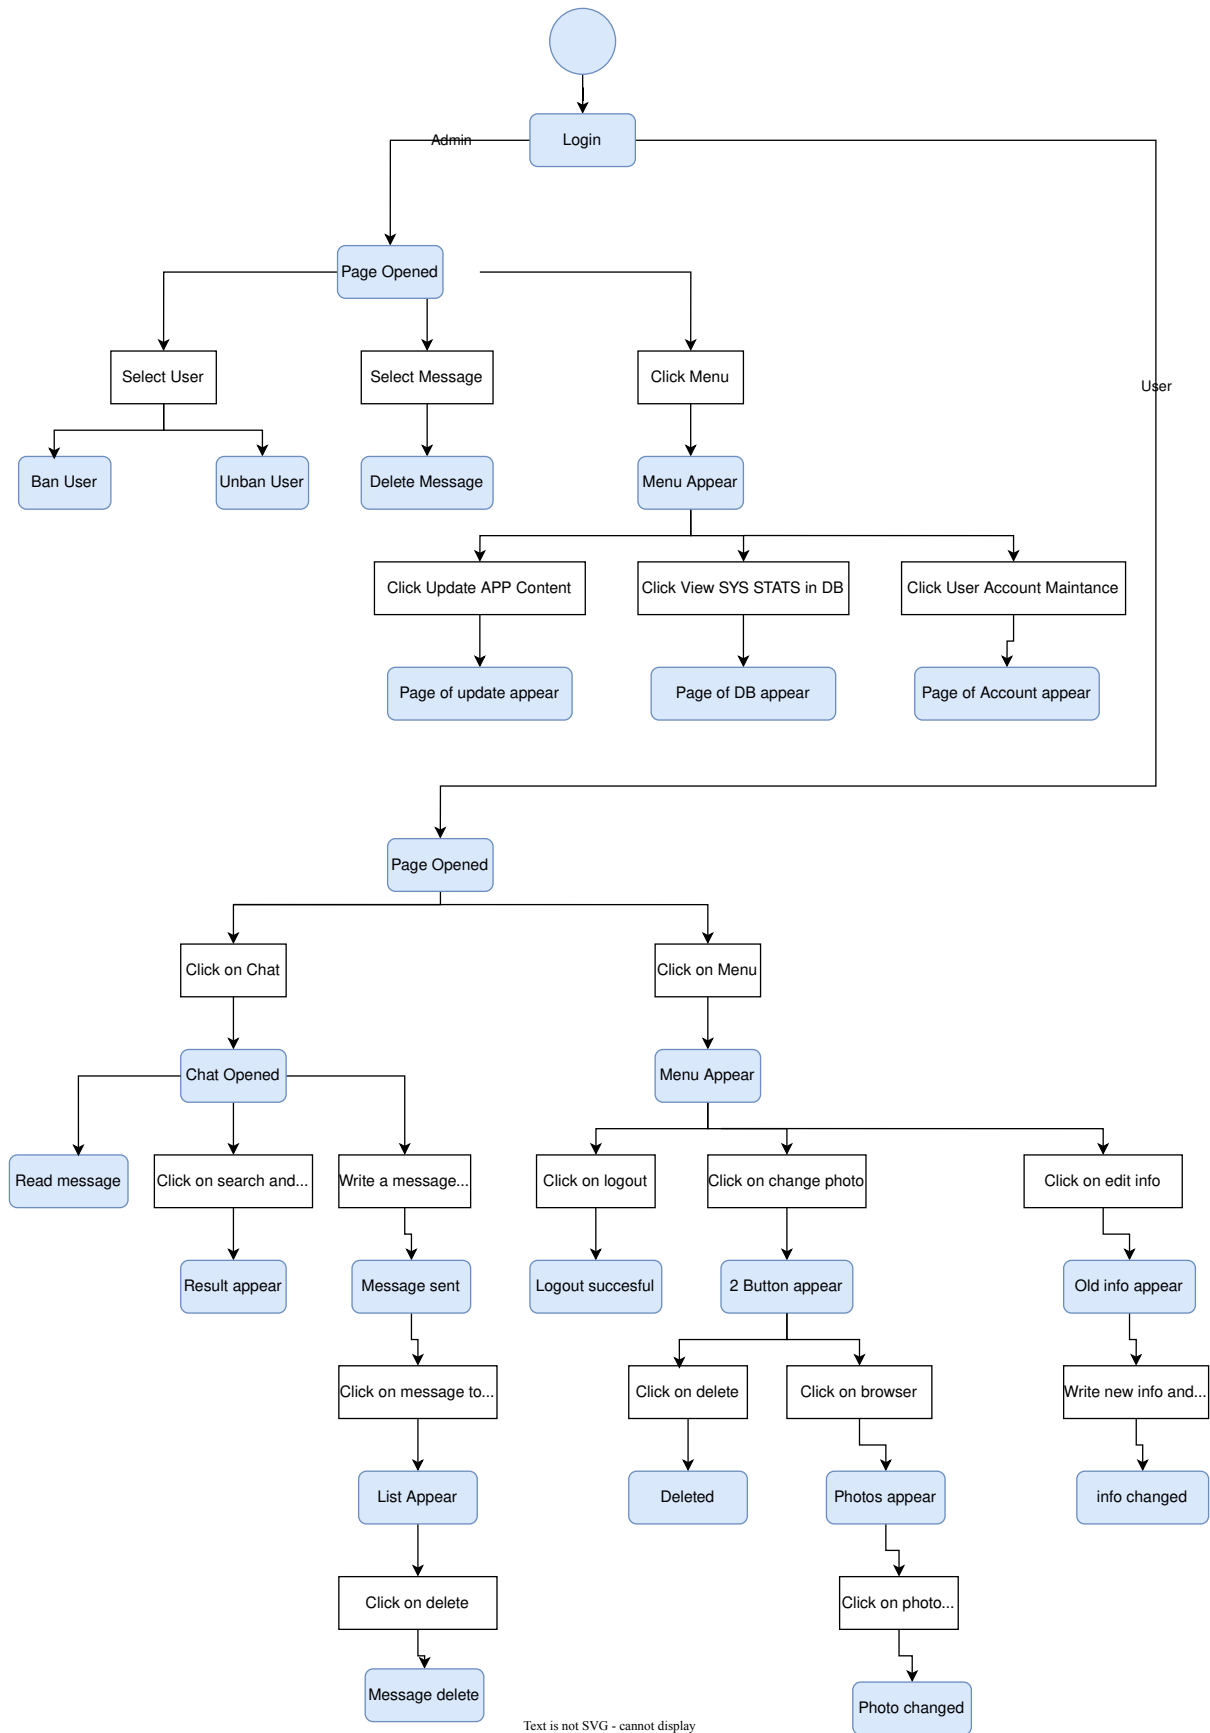 Login
Admin
Page Opened
Select User
Select Message
Click Menu
User
Ban User
Unban User
Delete Message
Menu Appear
Click Update APP Content
Click View SYS STATS in DB
Click User Account Maintance
Page of update appear
Page of DB appear
Page of Account appear
Page Opened
Click on Chat
Click on Menu
Chat Opened
Menu Appear
Read message
Click on search and...
Write a message...
Click on logout
Click on change photo
Click on edit info
Result appear
Message sent
Logout succesful
2 Button appear
Old info appear
Click on message to...
Click on delete
Click on browser
Write new info and...
List Appear
Deleted
Photos appear
info changed
Click on delete
Click on photo...
Message delete
Photo changed
Text is not SVG - cannot display